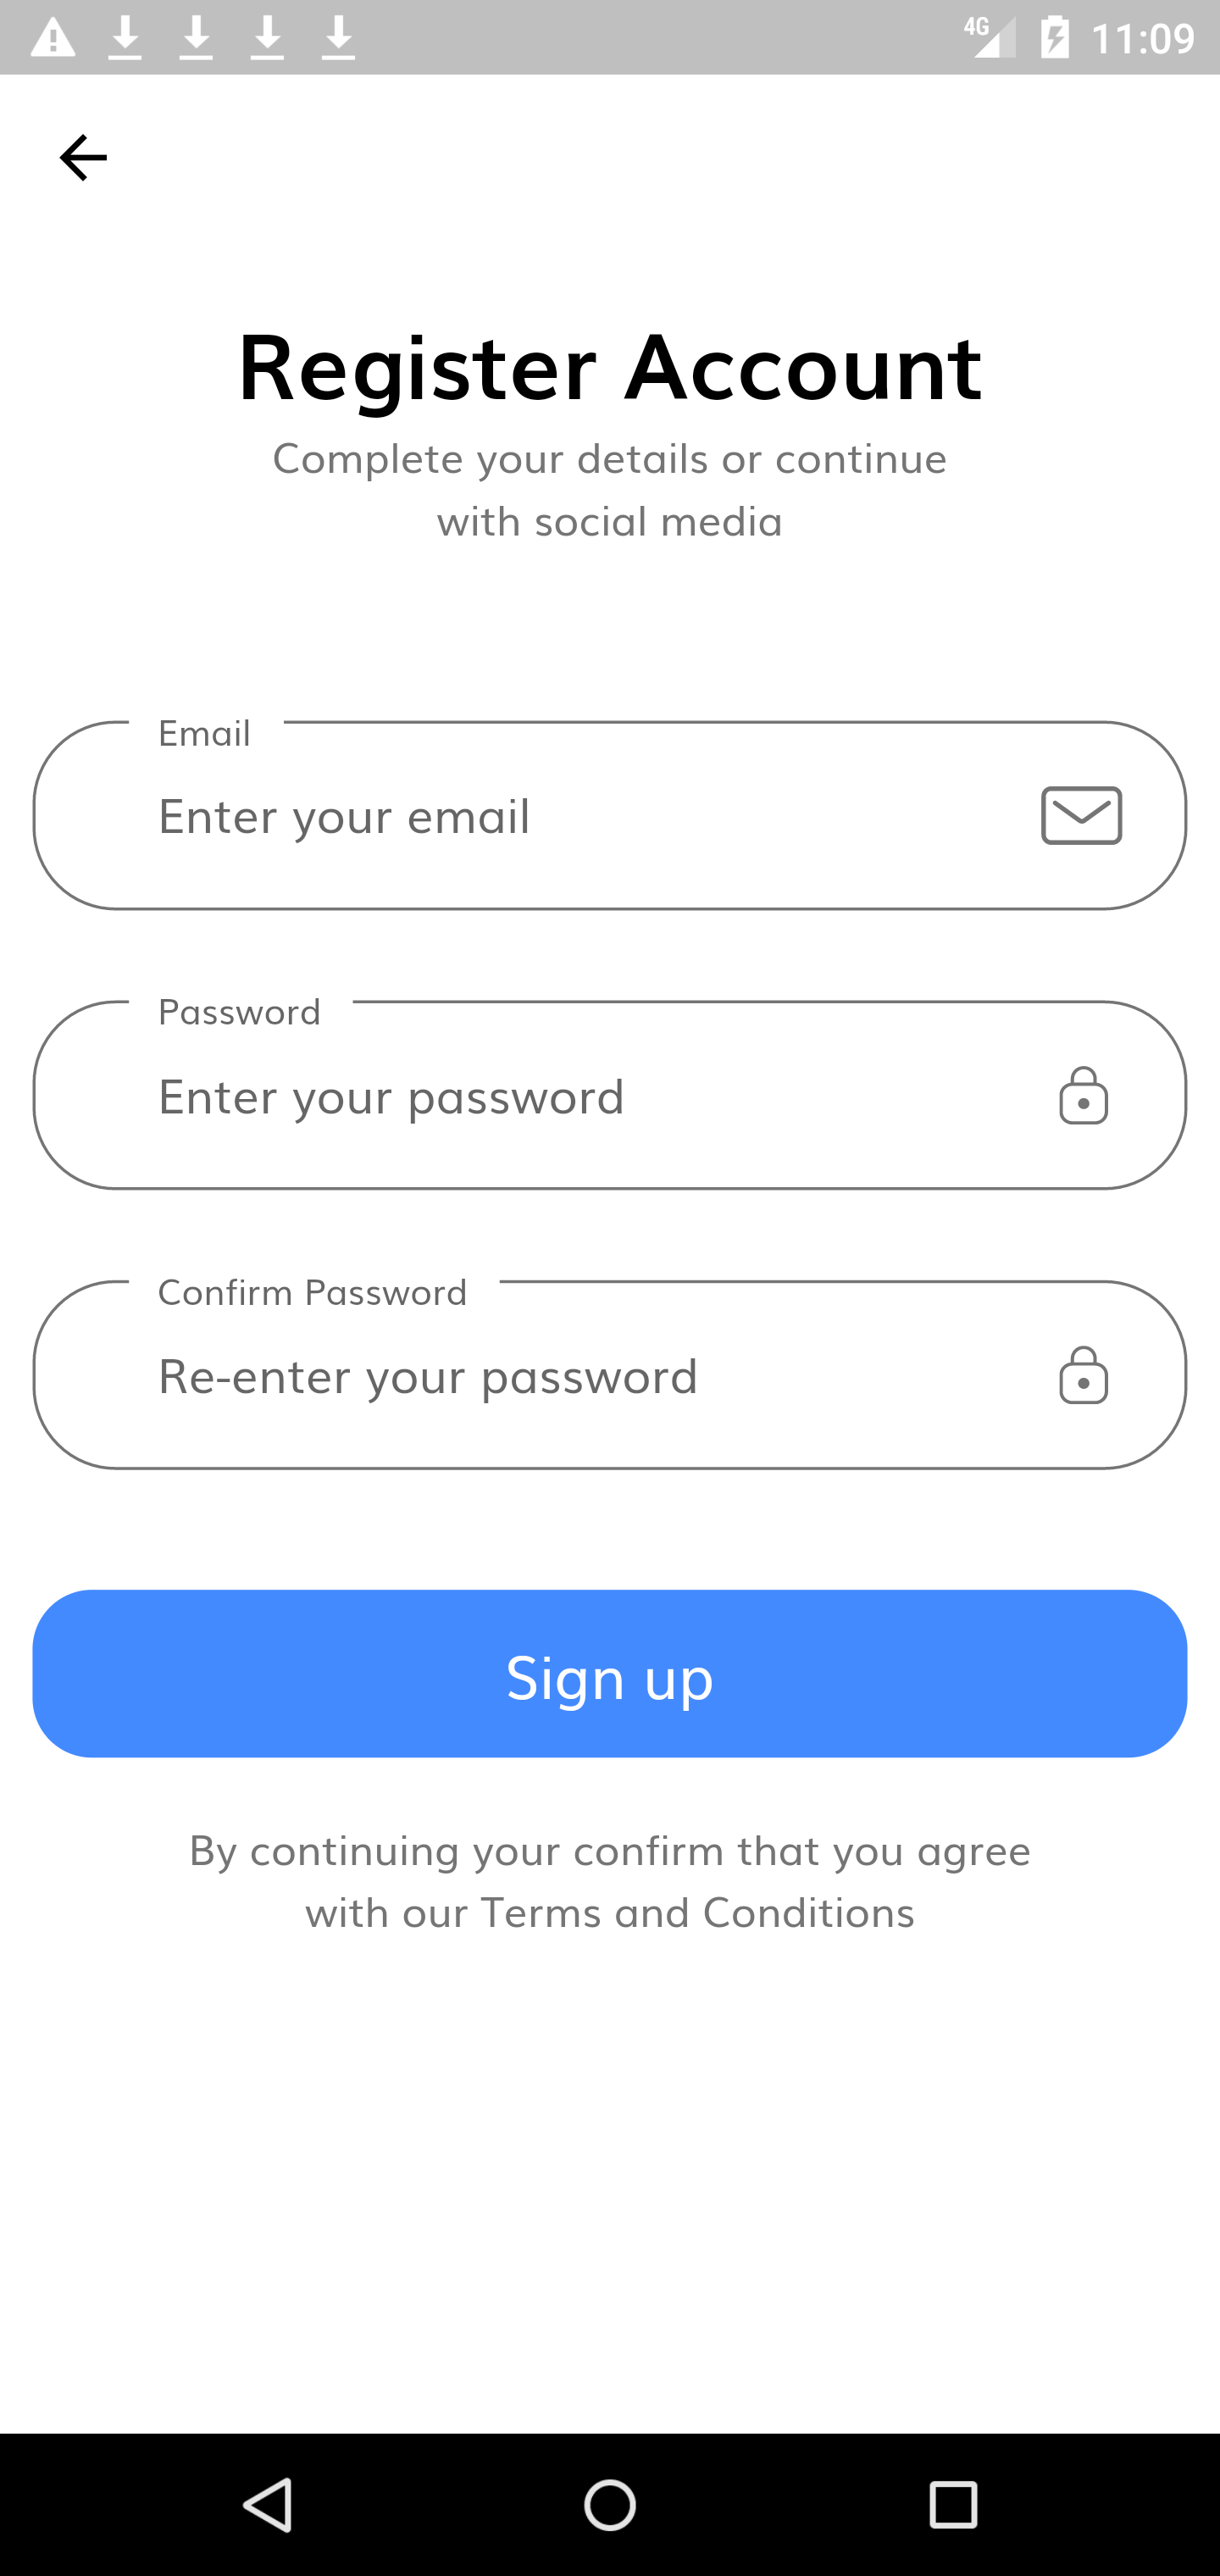 4G 11:09
Register Account
Complete your details or continue
with social media
Email
Enter your email
Password
Enter your password
Confirm Password
Re-enter your password
Sign up
By continuing your confirm that you agree
with our Terms and Conditions